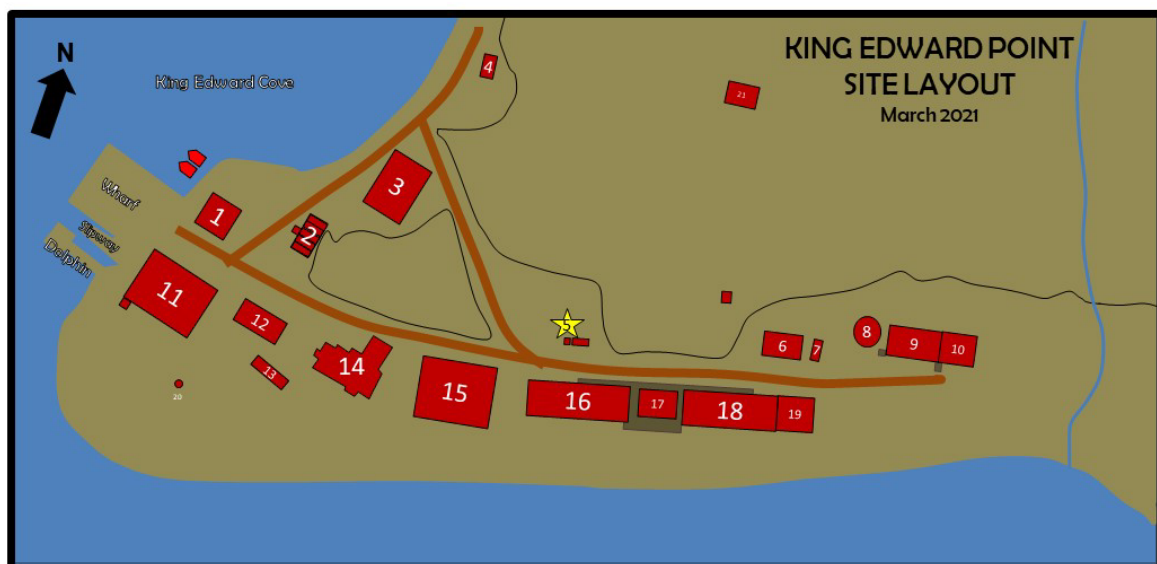 KING EDWARD POINT
SITE LAYOUT
March 2021
N
King Edward Cove
4
21
Wharf
3
1
2
Slipway
Dolphin
11
12
5
8
6
7
9
10
14
13
15
20
16
17
18
19